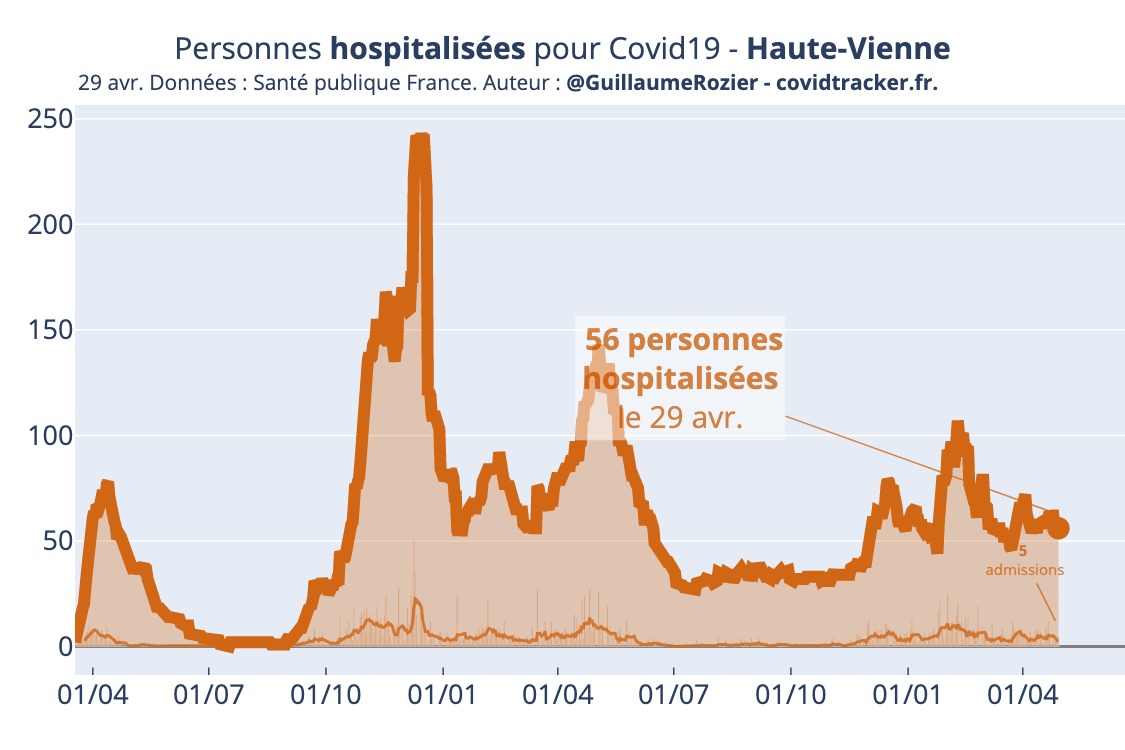 Personnes hospitalisées pour Covid19 - Haute-Vienne
29 avr. Données : Santé publique France. Auteur : @GuillaumeRozier - covidtracker.fr.
250
200
150
100
50
0
56 personnes
hospitalisées
le 29 avr.
5
admissions
01/04 01/07 01/10 01/01 01/04 01/07 01/10 01/01 01/04